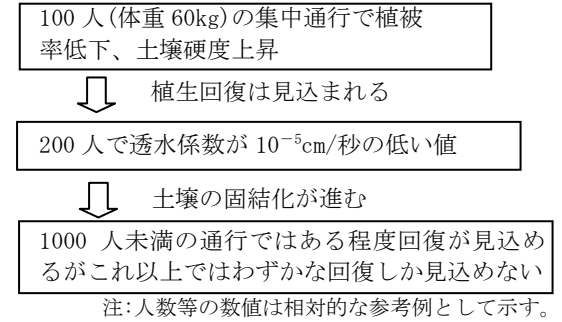 100 人(体重 60kg)の集中通行で植被
率低下、土壌硬度上昇
植生回復は見込まれる
200 人で透水係数が 10⁻⁵cm/秒の低い値
土壌の固結化が進む
1000 人未満の通行ではある程度回復が見込め
るがこれ以上ではわずかな回復しか見込めない
注:人数等の数値は相対的な参考例として示す。